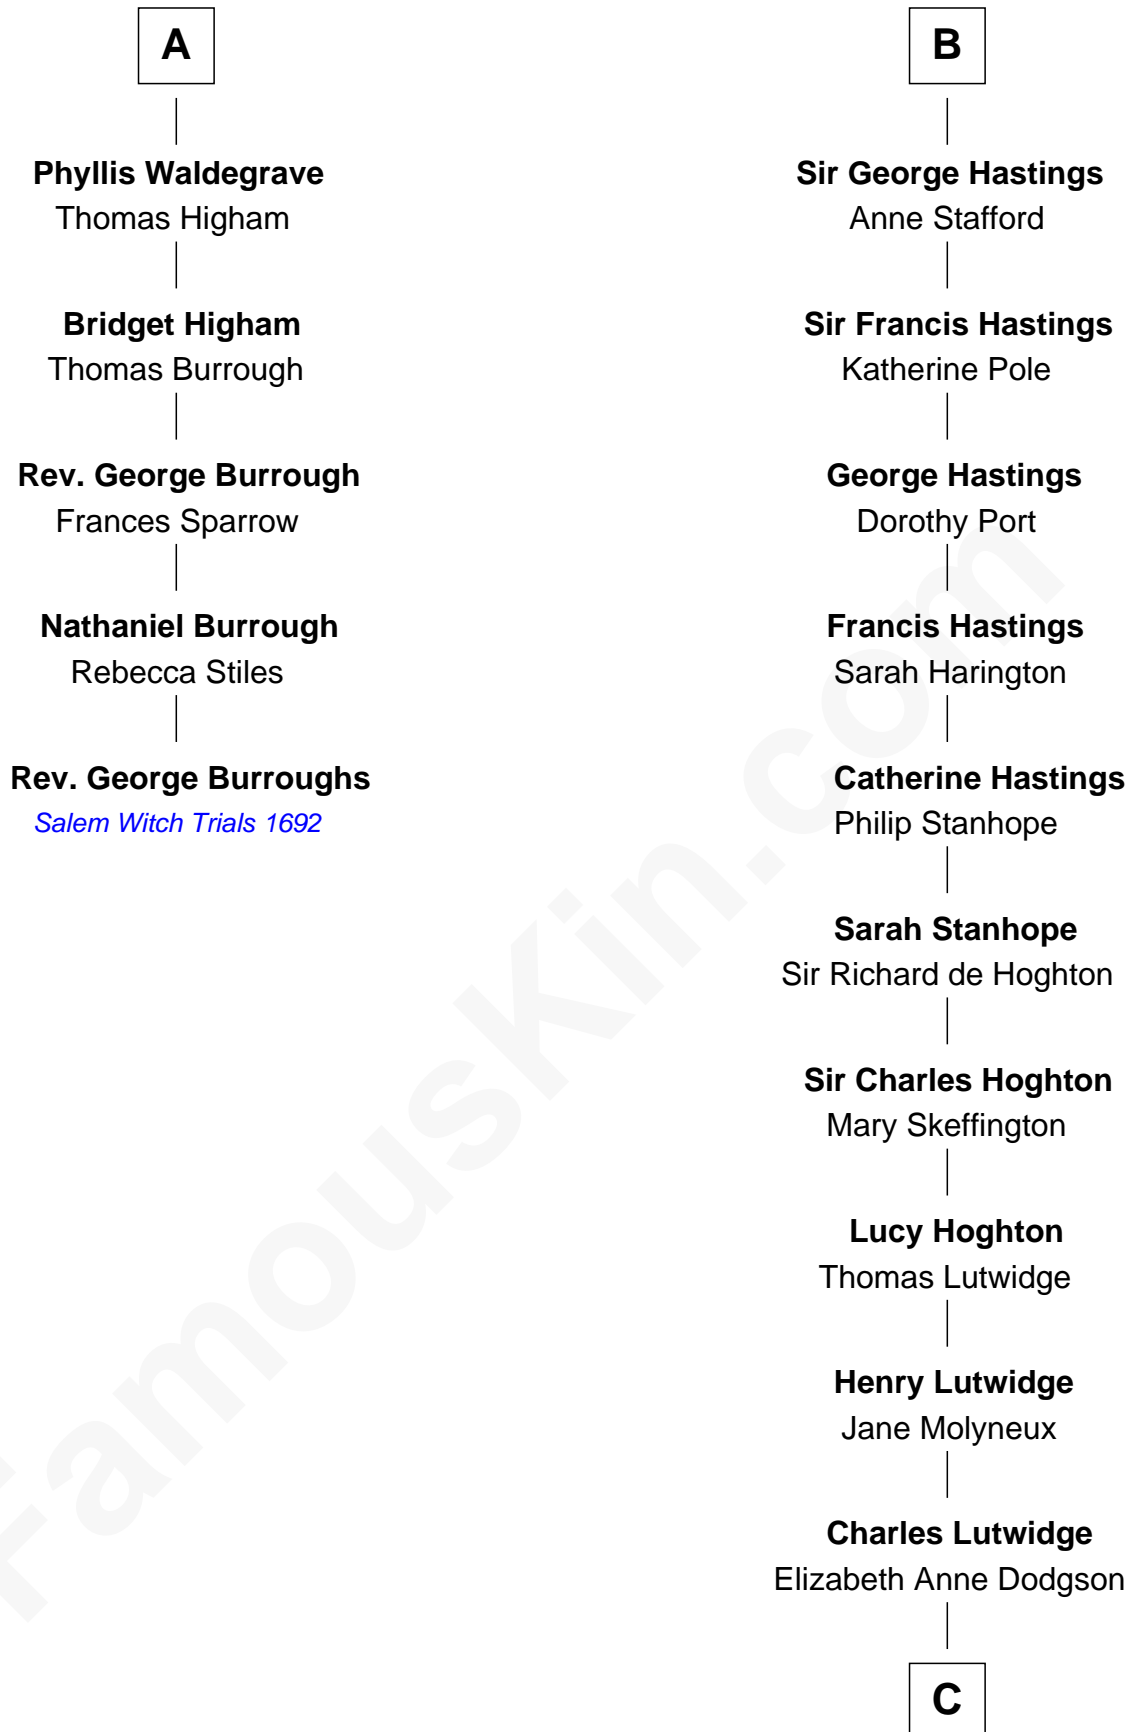 A
Phyllis Waldegrave
Thomas Higham
Bridget Higham
Thomas Burrough
Rev. George Burrough
Frances Sparrow
Nathaniel Burrough
Rebecca Stiles
Rev. George Burroughs
Salem Witch Trials 1692
B
Sir George Hastings
Anne Stafford
Sir Francis Hastings
Katherine Pole
George Hastings
Dorothy Port
Francis Hastings
Sarah Harington
Catherine Hastings
Philip Stanhope
Sarah Stanhope
Sir Richard de Hoghton
Sir Charles Hoghton
Mary Skeffington
Lucy Hoghton
Thomas Lutwidge
Henry Lutwidge
Jane Molyneux
Charles Lutwidge
Elizabeth Anne Dodgson
C
FamousKin.com